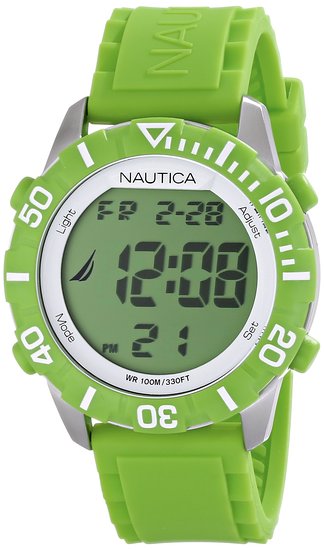 NAUTICA
NAUTICA
Light
Adjust
FR 2-28
12:08
PM 21
Mode
Set
WR 100M/330FT
10
20
30
40
50